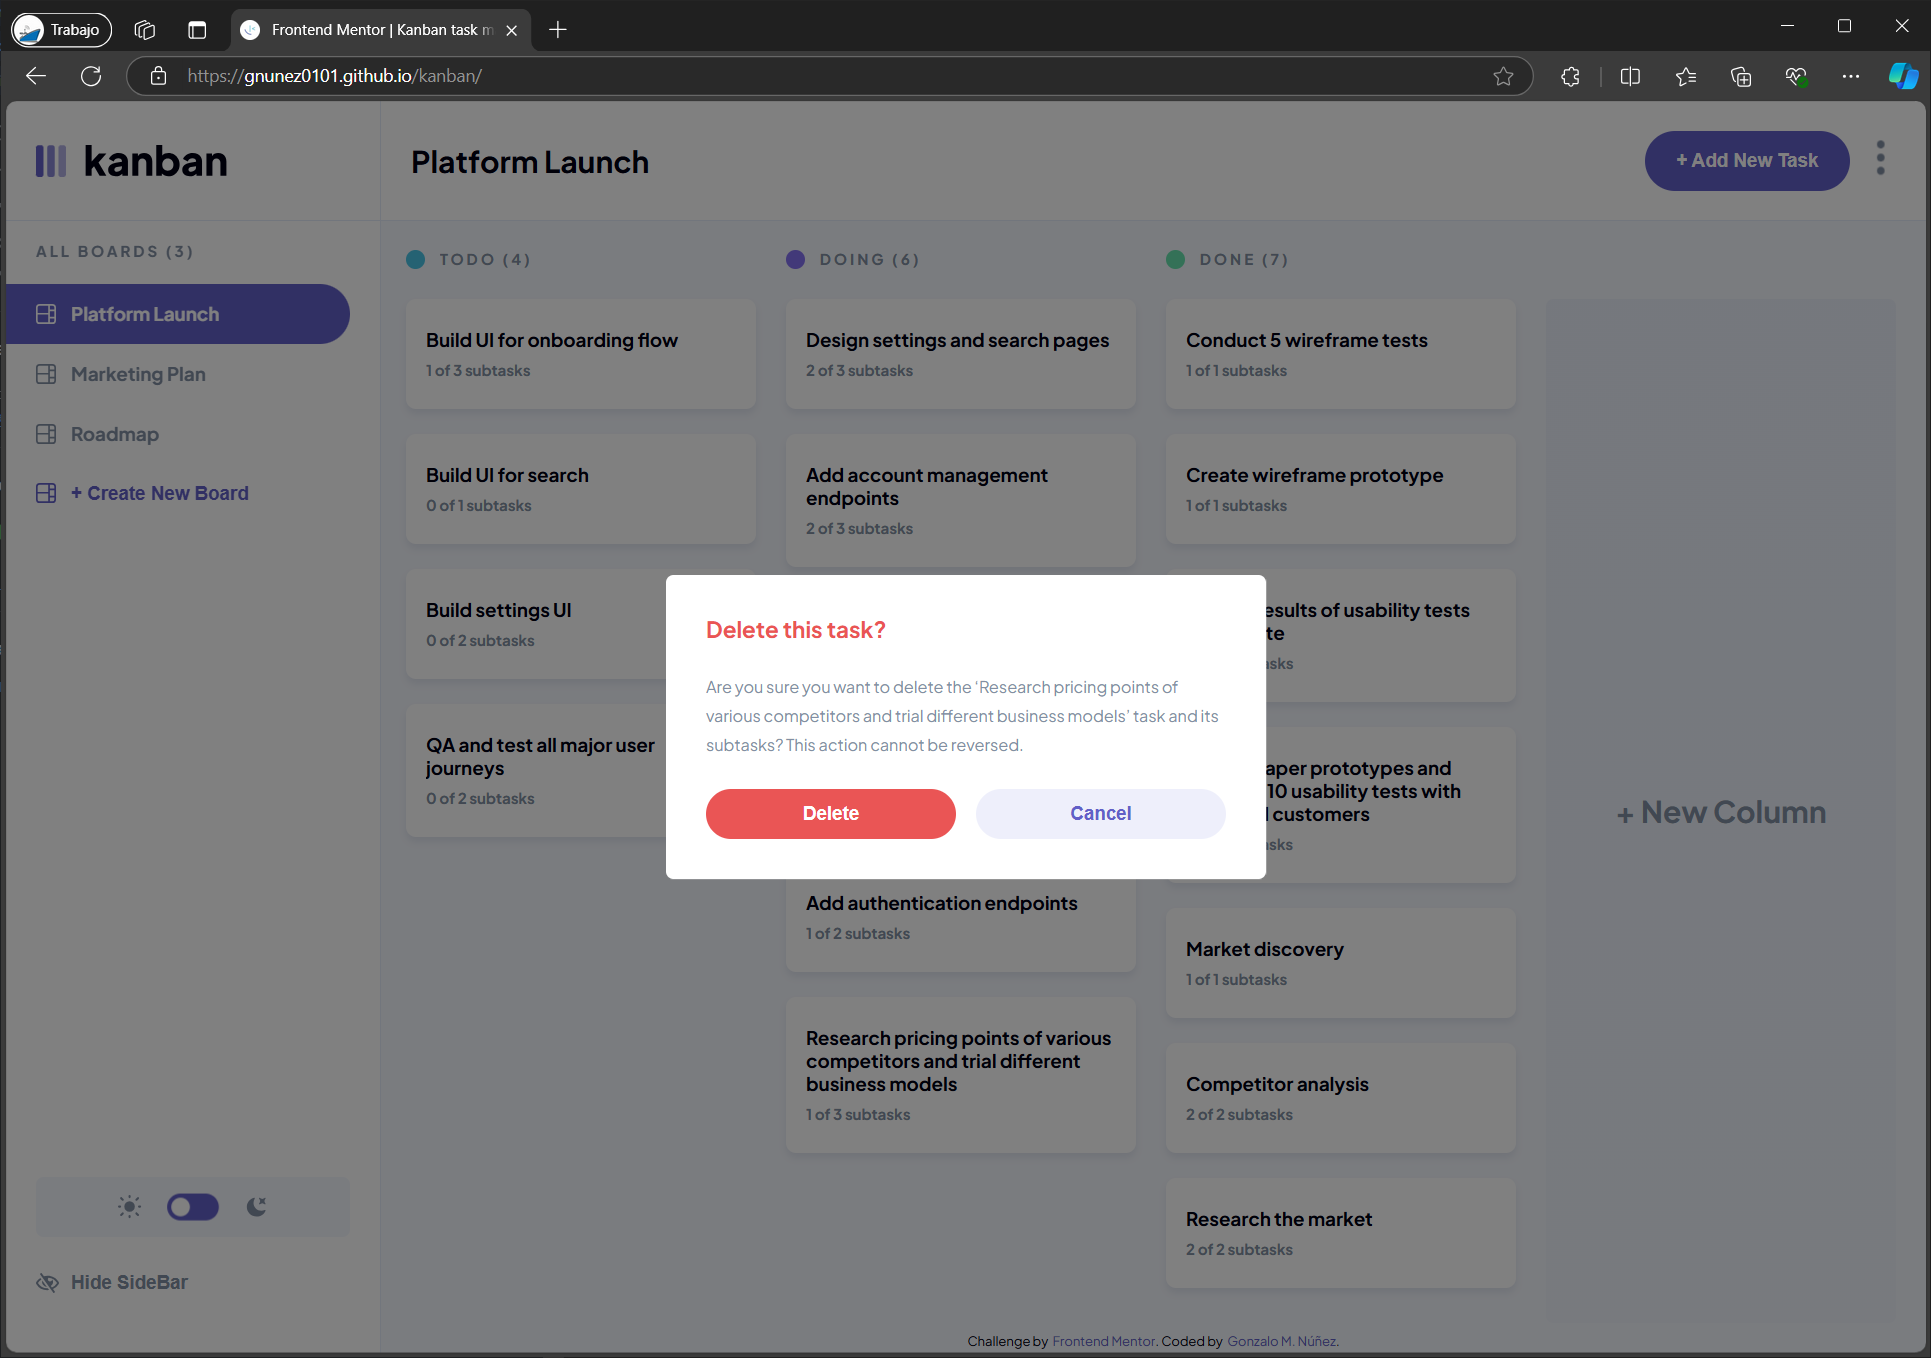 Trabajo
Frontend Mentor | Kanban task m
https://gnunez0101.github.io/kanban/
kanban
Platform Launch
+ Add New Task
ALL BOARDS (3)
Platform Launch
Marketing Plan
Roadmap
+ Create New Board
Hide SideBar
TODO (4)
Build UI for onboarding flow
1 of 3 subtasks
Build UI for search
0 of 1 subtasks
Build settings UI
0 of 2 subtasks
QA and test all major user
journeys
0 of 2 subtasks
DOING (6)
Design settings and search pages
2 of 3 subtasks
Add account management
endpoints
2 of 3 subtasks
Add authentication endpoints
1 of 2 subtasks
Research pricing points of various
competitors and trial different
business models
1 of 3 subtasks
DONE (7)
Conduct 5 wireframe tests
1 of 1 subtasks
Create wireframe prototype
1 of 1 subtasks
esults of usability tests
te
asks
aper prototypes and
10 usability tests with
l customers
asks
Market discovery
1 of 1 subtasks
Competitor analysis
2 of 2 subtasks
Research the market
2 of 2 subtasks
+ New Column
Delete this task?
Are you sure you want to delete the ‘Research pricing points of
various competitors and trial different business models’ task and its
subtasks? This action cannot be reversed.
Delete
Cancel
Challenge by Frontend Mentor. Coded by Gonzalo M. Núñez.